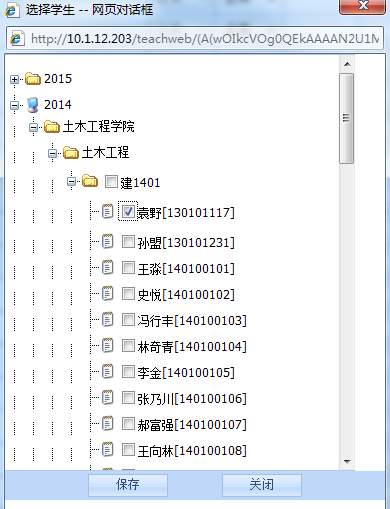 选择学生 -- 网页对话框
http://10.1.12.203/teachweb/(A(wOIkcVOg0QEkAAAAN2U1M
2015
2014
土木工程学院
土木工程
建1401
袁野[130101117]
孙盟[130101231]
王淼[140100101]
史悦[140100102]
冯行丰[140100103]
林奇青[140100104]
李金[140100105]
张乃川[140100106]
郝富强[140100107]
王向林[140100108]
保存 关闭